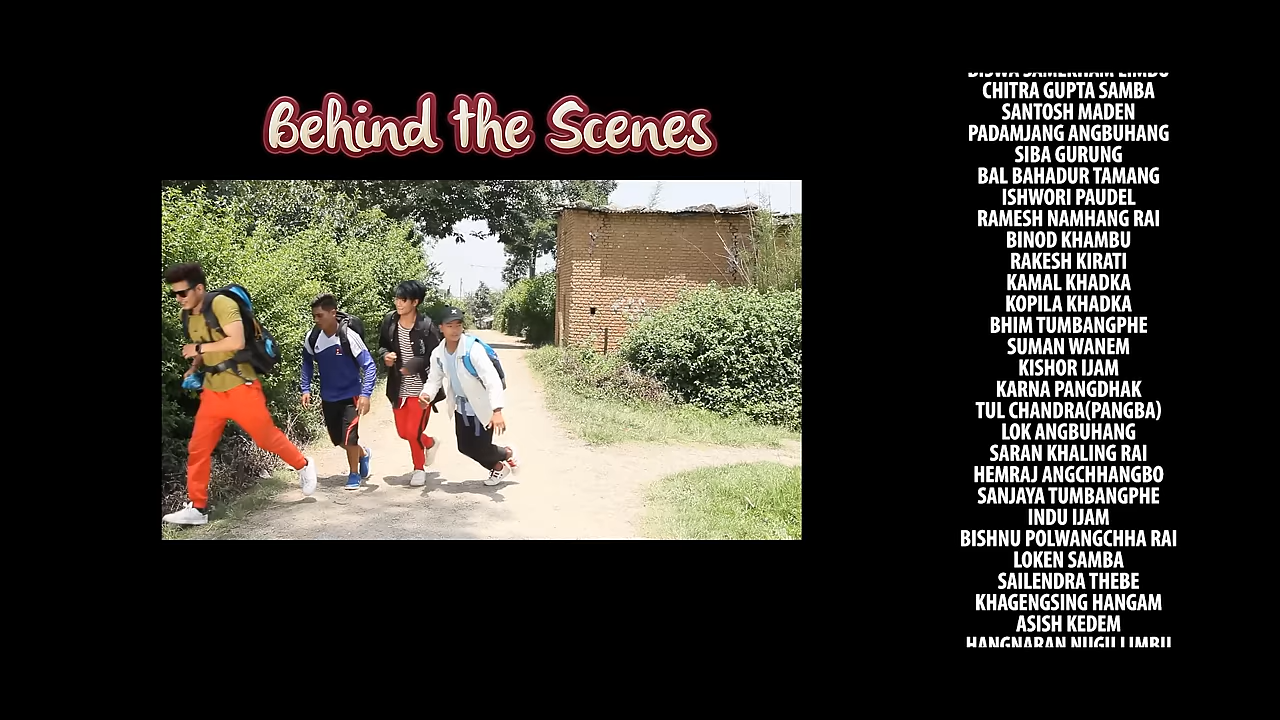 Behind the Scenes
CHITRA GUPTA SAMBA
SANTOSH MADEN
PADAMJANG ANGBUHANG
SIBA GURUNG
BAL BAHADUR TAMANG
ISHWORI PAUDEL
RAMESH NAMHANG RAI
BINOD KHAMBU
RAKESH KIRATI
KAMAL KHADKA
KOPILA KHADKA
BHIM TUMBANGPHE
SUMAN WANEM
KISHOR IJAM
KARNA PANGDHAK
TUL CHANDRA(PANGBA)
LOK ANGBUHANG
SARAN KHALING RAI
HEMRAJ ANGCHHANGBO
SANJAYA TUMBANGPHE
INDU IJAM
BISHNU POLWANGCHHA RAI
LOKEN SAMBA
SAILENDRA THEBE
KHAGENGSING HANGAM
ASISH KEDEM